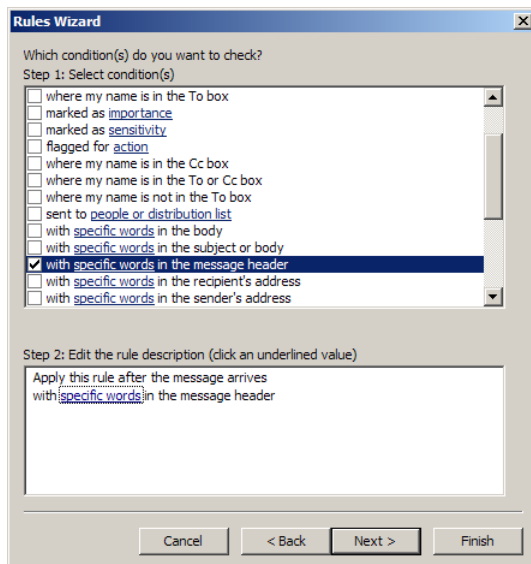 Rules Wizard
Which condition(s) do you want to check?
Step 1: Select condition(s)
where my name is in the To box
marked as importance
marked as sensitivity
flagged for action
where my name is in the Cc box
where my name is in the To or Cc box
where my name is not in the To box
sent to people or distribution list
with specific words in the body
with specific words in the subject or body
with specific words in the message header
with specific words in the recipient's address
with specific words in the sender's address
Step 2: Edit the rule description (click an underlined value)
Apply this rule after the message arrives
with specific words in the message header
Cancel < Back Next > Finish